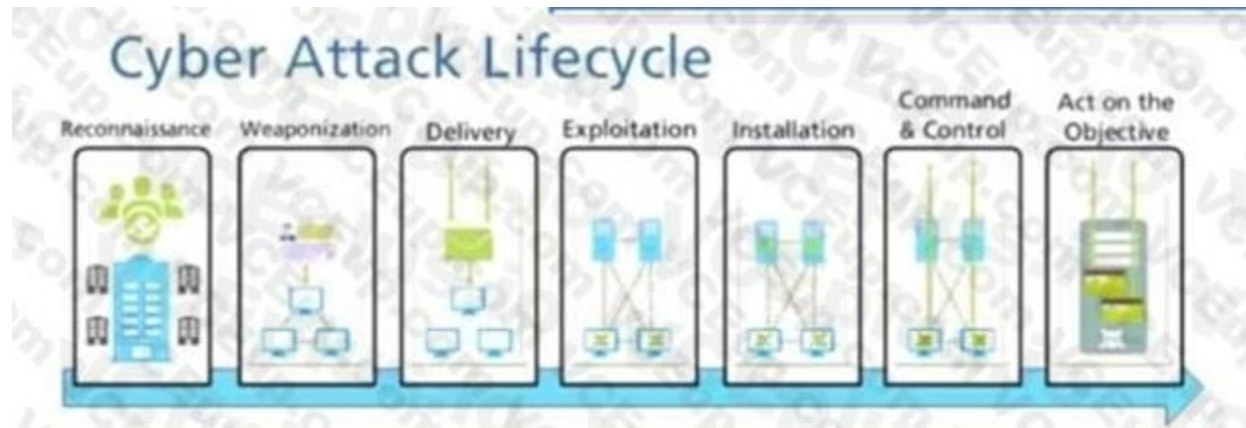 Cyber Attack Lifecycle
Reconnaissance
Weaponization
Delivery
Exploitation
Installation
Command
& Control
Act on the
Objective